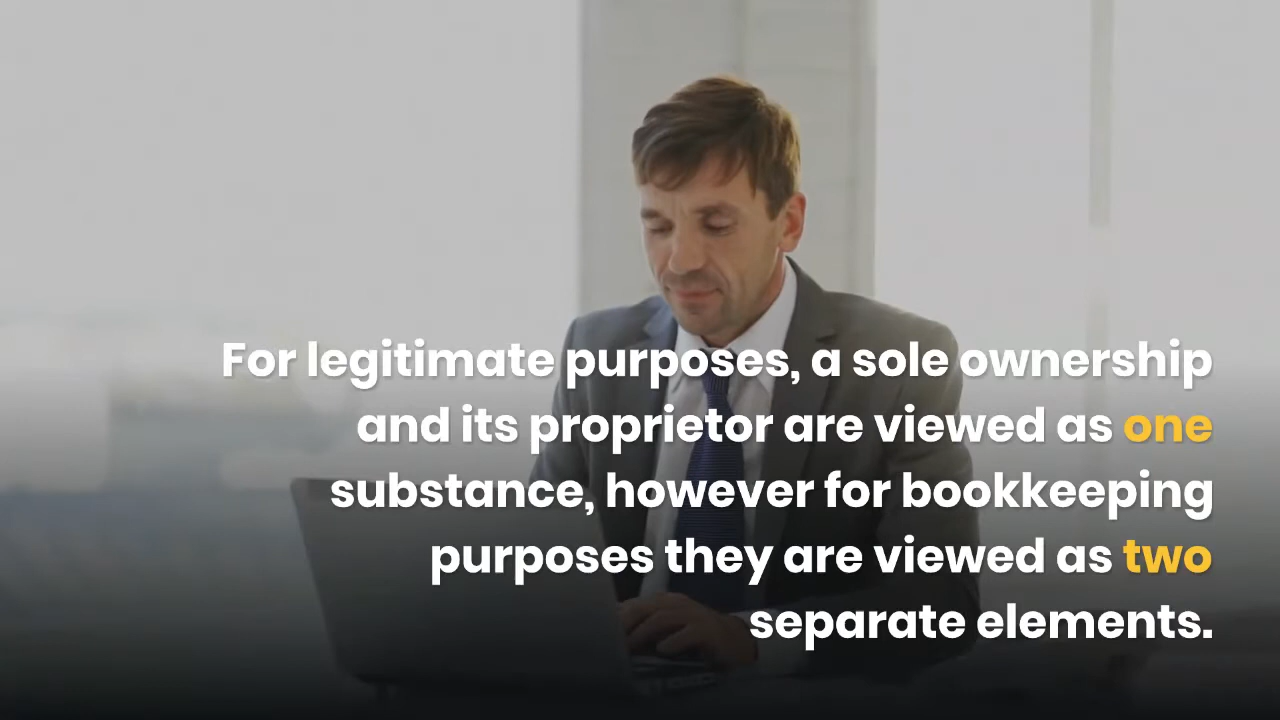 For legitimate purposes, a sole ownership
and its proprietor are viewed as one
substance, however for bookkeeping
purposes they are viewed as two
separate elements.